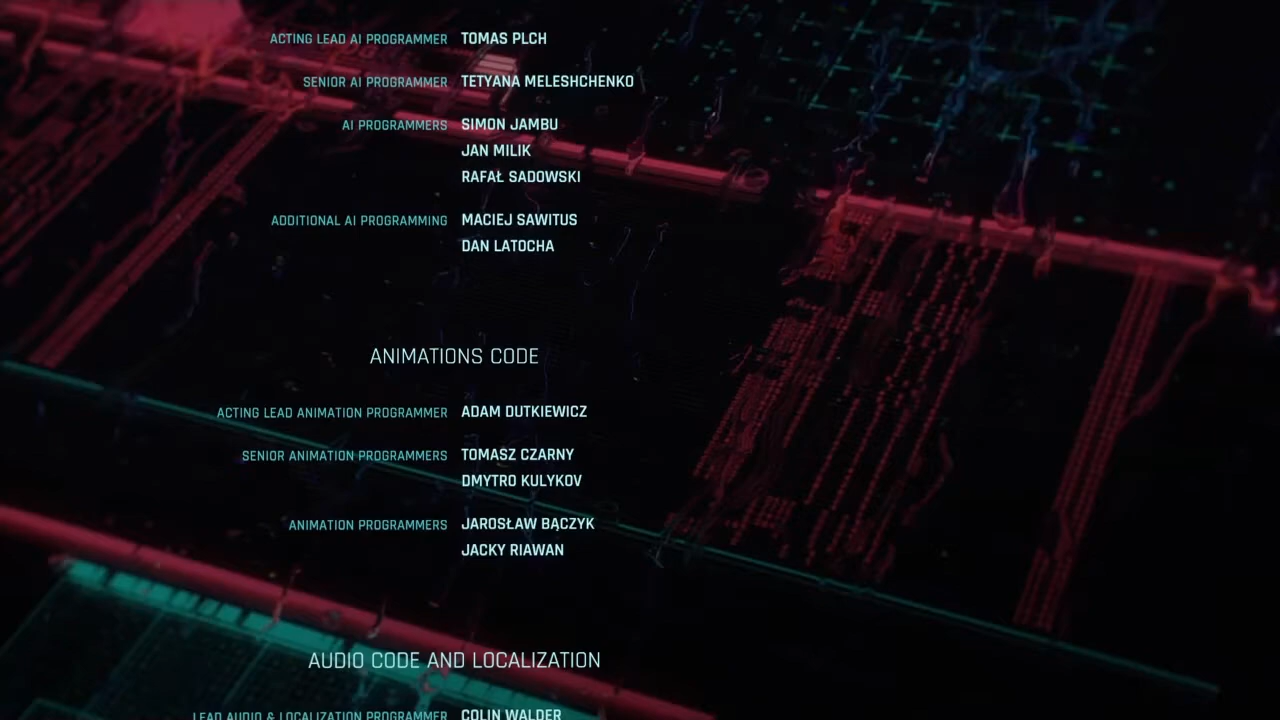 ACTING LEAD AI PROGRAMMER TOMAS PLCH
SENIOR AI PROGRAMMER TETYANA MELESHCHENKO
AI PROGRAMMERS SIMON JAMBU
JAN MILIK
RAFAŁ SADOWSKI
ADDITIONAL AI PROGRAMMING MACIEJ SAWITUS
DAN LATOCHA
ANIMATIONS CODE
ACTING LEAD ANIMATION PROGRAMMER ADAM DUTKIEWICZ
SENIOR ANIMATION PROGRAMMERS TOMASZ CZARNY
DMYTRO KULYKOV
ANIMATION PROGRAMMERS JAROSŁAW BĄCZYK
JACKY RIAWAN
AUDIO CODE AND LOCALIZATION
LEAD AUDIO & LOCALIZATION PROGRAMMER COLIN WALDER